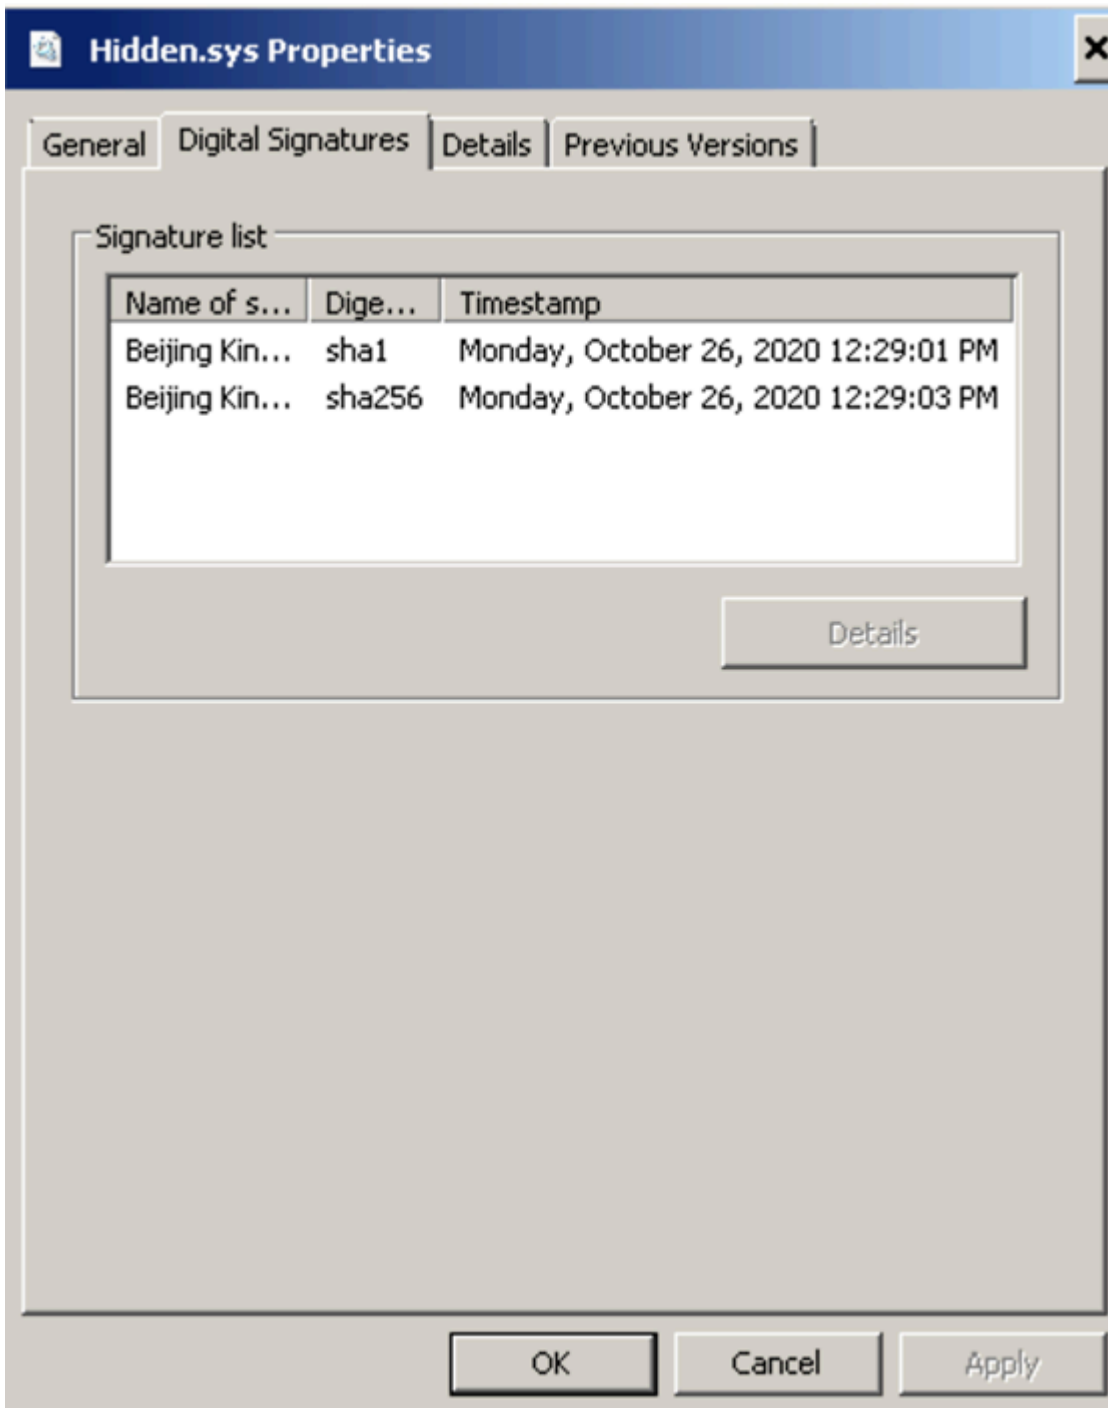 Hidden.sys Properties
General Digital Signatures Details Previous Versions
Signature list
Name of s... Dige... Timestamp
Beijing Kin... sha1 Monday, October 26, 2020 12:29:01 PM
Beijing Kin... sha256 Monday, October 26, 2020 12:29:03 PM
Details
OK Cancel Apply